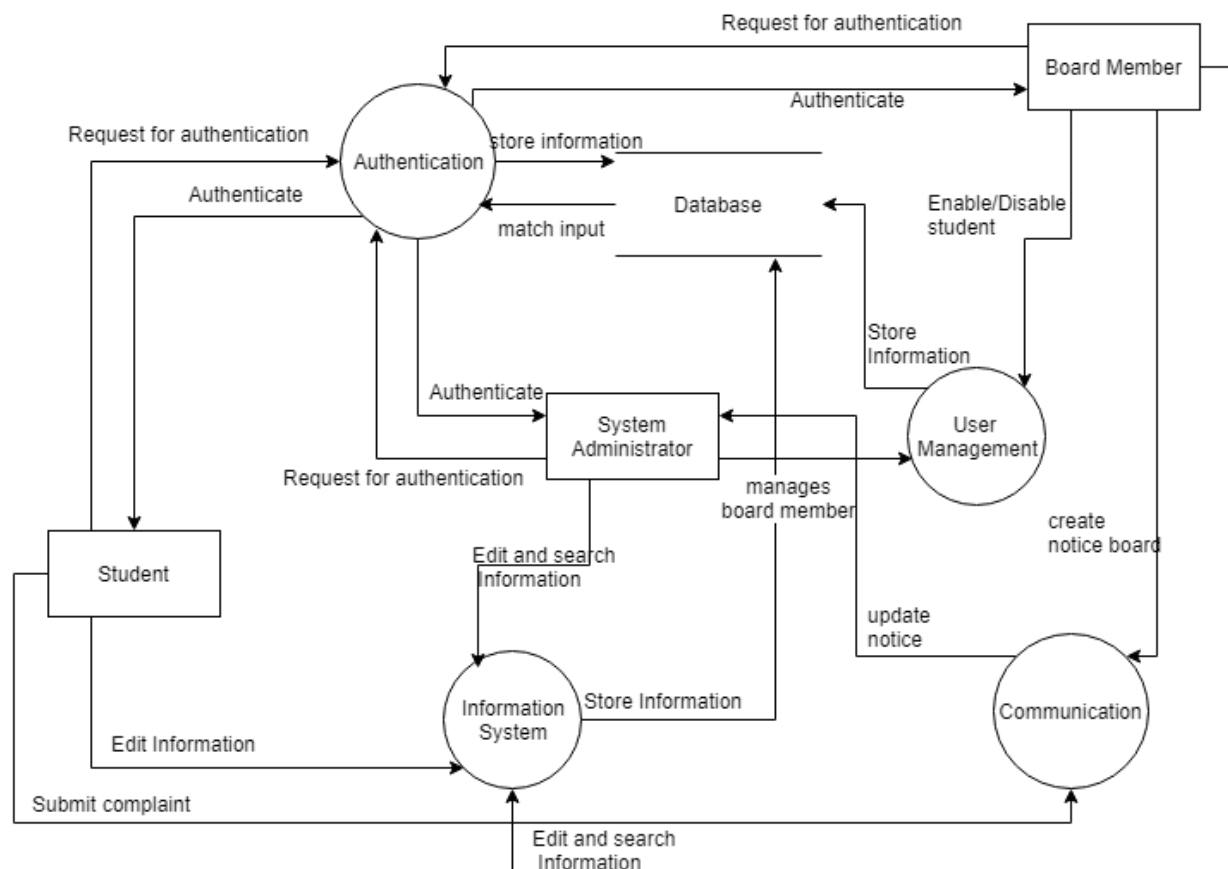 Request for authentication
Board Member
Authenticate
Request for authentication
store information
Authentication
Authenticate
Database
Enable/Disable
student
match input
Store
Information
Authenticate
System
Administrator
User
Management
Request for authentication
manages
board member
create
notice board
Edit and search
Information
Student
update
notice
Store Information
Information
System
Communication
Edit Information
Submit complaint
Edit and search
Information